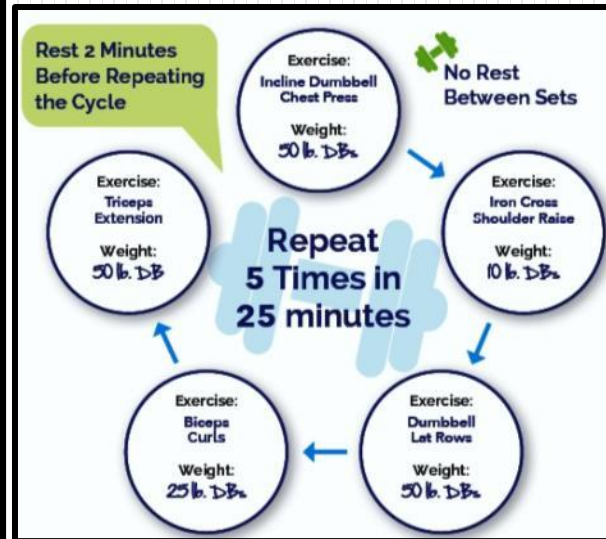 Rest 2 Minutes
Before Repeating
the Cycle
Exercise:
Incline Dumbbell
Chest Press
Weight:
50 lb. DBs
No Rest
Between Sets
Exercise:
Iron Cross
Shoulder Raise
Weight:
10 lb. DBs
Exercise:
Dumbbell
Lat Rows
Weight:
50 lb. DBs
Exercise:
Biceps
Curls
Weight:
25 lb. DBs
Exercise:
Triceps
Extension
Weight:
50 lb. DB
Repeat
5 Times in
25 minutes